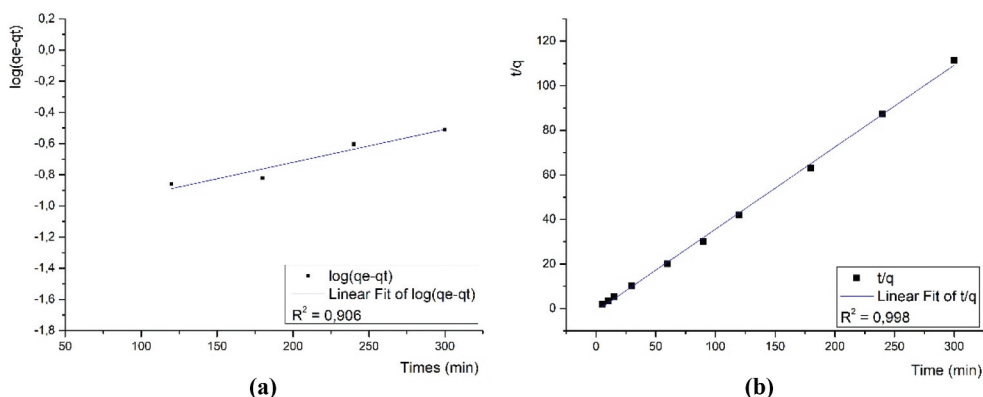 log(qe-qt)
0,2
0,0
-0,2
-0,4
-0,6
-0,8
-1,0
-1,2
-1,4
-1,6
-1,8
50
100
150
200
250
300
Times (min)
log(qe-qt)
Linear Fit of log(qe-qt)
R² = 0,906
(a)
t/q
120
100
80
60
40
20
0
0
50
100
150
200
250
300
Time (min)
t/q
Linear Fit of t/q
R² = 0,998
(b)